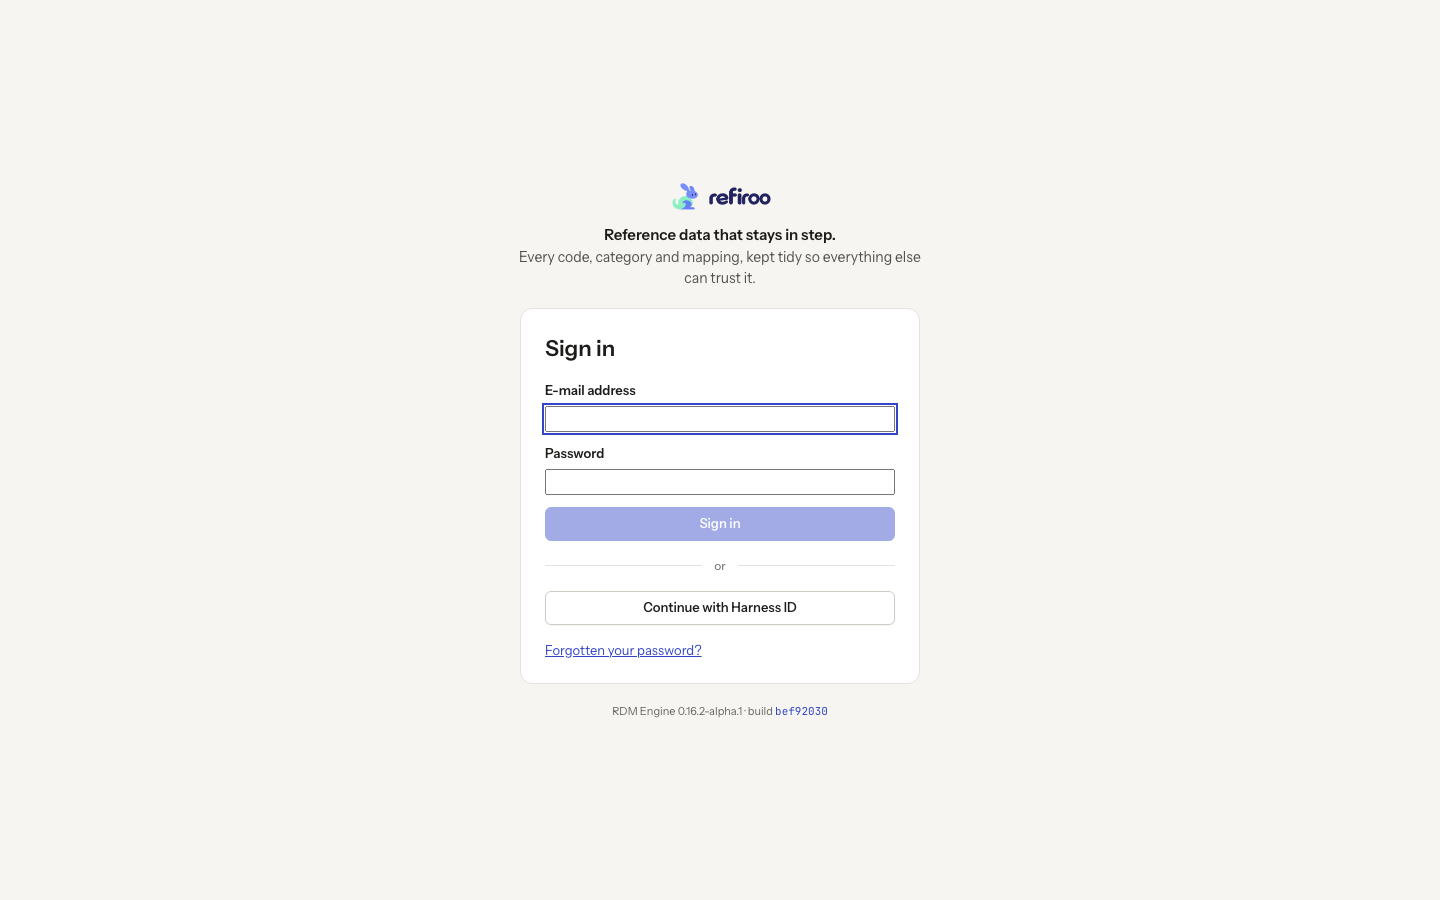 refiroo
Reference data that stays in step.
Every code, category and mapping, kept tidy so everything else
can trust it.
Sign in
E-mail address
Password
Sign in
or
Continue with Harness ID
Forgotten your password?
RDM Engine 0.16.2-alpha.1 · build bef92030